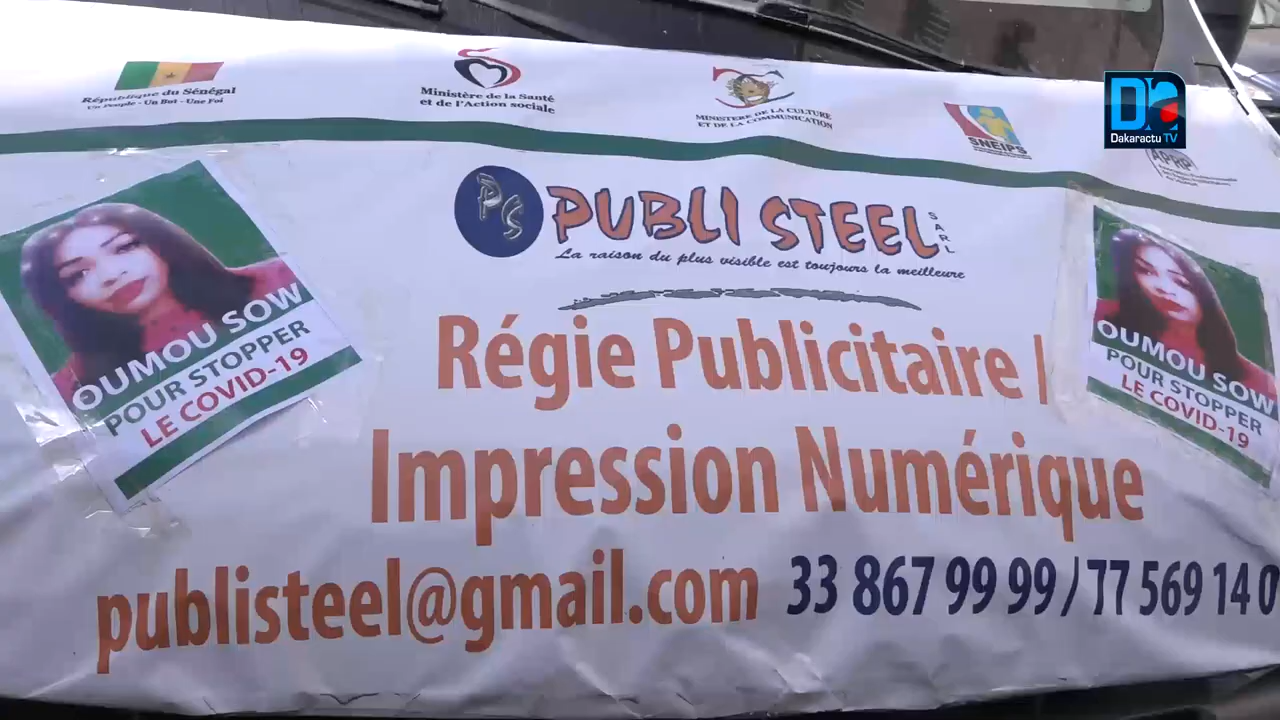 République du Sénégal
Un Peuple - Un But - Une Foi
Ministère de la Santé
et de l'Action sociale
MINISTERE DE LA CULTURE
ET DE LA COMMUNICATION
SNEIPS
Dakaractu TV
APRP
PS
PUBLI STEEL SARL
La raison du plus visible est toujours la meilleure
OUMOU SOW
POUR STOPPER
LE COVID-19
OUMOU SOW
POUR STOPPER
LE COVID-19
Régie Publicitaire /
Impression Numérique
publisteel@gmail.com 33 867 99 99 / 77 569 14 0